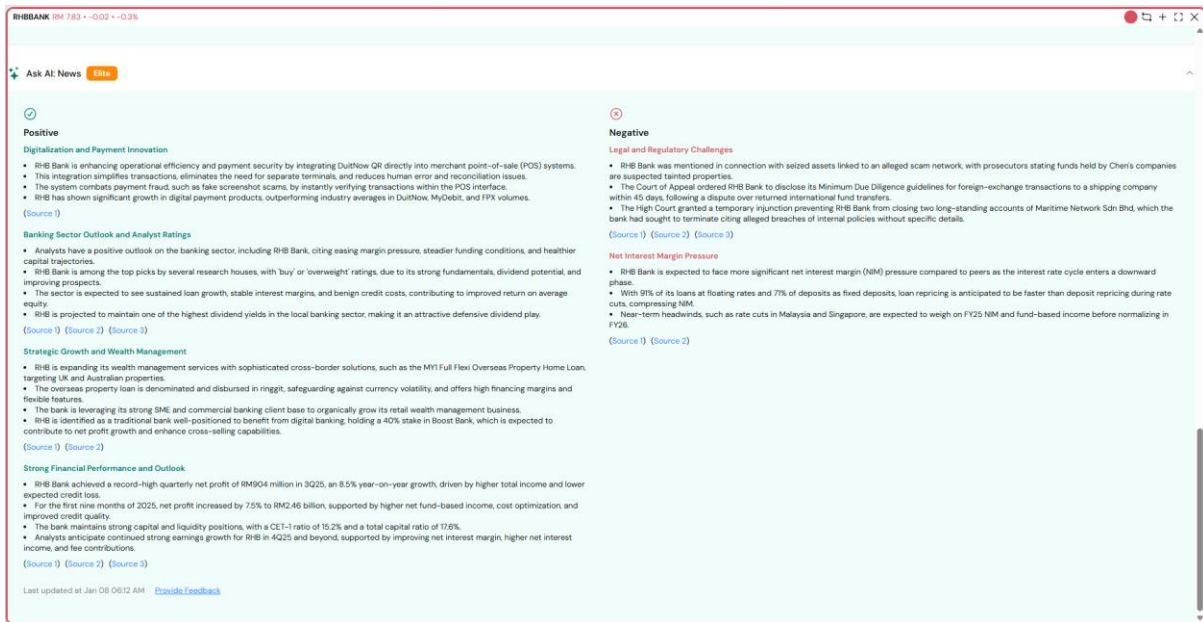 RHBBANK RM 7.83 • -0.02 • -0.3%
Ask AI: News Elite
Positive
Digitalization and Payment Innovation
• RHB Bank is enhancing operational efficiency and payment security by integrating DuitNow QR directly into merchant point-of-sale (POS) systems.
• This integration simplifies transactions, eliminates the need for separate terminals, and reduces human error and reconciliation issues.
• The system combats payment fraud, such as fake screenshot scams, by instantly verifying transactions within the POS interface.
• RHB has shown significant growth in digital payment products, outperforming industry averages in DuitNow, MyDebit, and FPX volumes.
(Source 1)
Banking Sector Outlook and Analyst Ratings
• Analysts have a positive outlook on the banking sector, including RHB Bank, citing easing margin pressure, steadier funding conditions, and healthier
capital trajectories.
• RHB Bank is among the top picks by several research houses, with 'buy' or 'overweight' ratings, due to its strong fundamentals, dividend potential, and
improving prospects.
• The sector is expected to see sustained loan growth, stable interest margins, and benign credit costs, contributing to improved return on average
equity.
• RHB is projected to maintain one of the highest dividend yields in the local banking sector, making it an attractive defensive dividend play.
(Source 1) (Source 2) (Source 3)
Strategic Growth and Wealth Management
• RHB is expanding its wealth management services with sophisticated cross-border solutions, such as the MY1 Full Flexi Overseas Property Home Loan,
targeting UK and Australian properties.
• The overseas property loan is denominated and disbursed in ringgit, safeguarding against currency volatility, and offers high financing margins and
flexible features.
• The bank is leveraging its strong SME and commercial banking client base to organically grow its retail wealth management business.
• RHB is identified as a traditional bank well-positioned to benefit from digital banking, holding a 40% stake in Boost Bank, which is expected to
contribute to net profit growth and enhance cross-selling capabilities.
(Source 1) (Source 2)
Strong Financial Performance and Outlook
• RHB Bank achieved a record-high quarterly net profit of RM904 million in 3Q25, an 8.5% year-on-year growth, driven by higher total income and lower
expected credit loss.
• For the first nine months of 2025, net profit increased by 7.5% to RM2.46 billion, supported by higher net fund-based income, cost optimization, and
improved credit quality.
• The bank maintains strong capital and liquidity positions, with a CET-1 ratio of 15.2% and a total capital ratio of 17.6%.
• Analysts anticipate continued strong earnings growth for RHB in 4Q25 and beyond, supported by improving net interest margin, higher net interest
income, and fee contributions.
(Source 1) (Source 2) (Source 3)
Last updated at Jan 08 06:12 AM Provide Feedback
Negative
Legal and Regulatory Challenges
• RHB Bank was mentioned in connection with seized assets linked to an alleged scam network, with prosecutors stating funds held by Chen's companies
are suspected tainted properties.
• The Court of Appeal ordered RHB Bank to disclose its Minimum Due Diligence guidelines for foreign-exchange transactions to a shipping company
within 45 days, following a dispute over returned international fund transfers.
• The High Court granted a temporary injunction preventing RHB Bank from closing two long-standing accounts of Maritime Network Sdn Bhd, which the
bank had sought to terminate citing alleged breaches of internal policies without specific details.
(Source 1) (Source 2) (Source 3)
Net Interest Margin Pressure
• RHB Bank is expected to face more significant net interest margin (NIM) pressure compared to peers as the interest rate cycle enters a downward
phase.
• With 91% of its loans at floating rates and 71% of deposits as fixed deposits, loan repricing is anticipated to be faster than deposit repricing during rate
cuts, compressing NIM.
• Near-term headwinds, such as rate cuts in Malaysia and Singapore, are expected to weigh on FY25 NIM and fund-based income before normalizing in
FY26.
(Source 1) (Source 2)